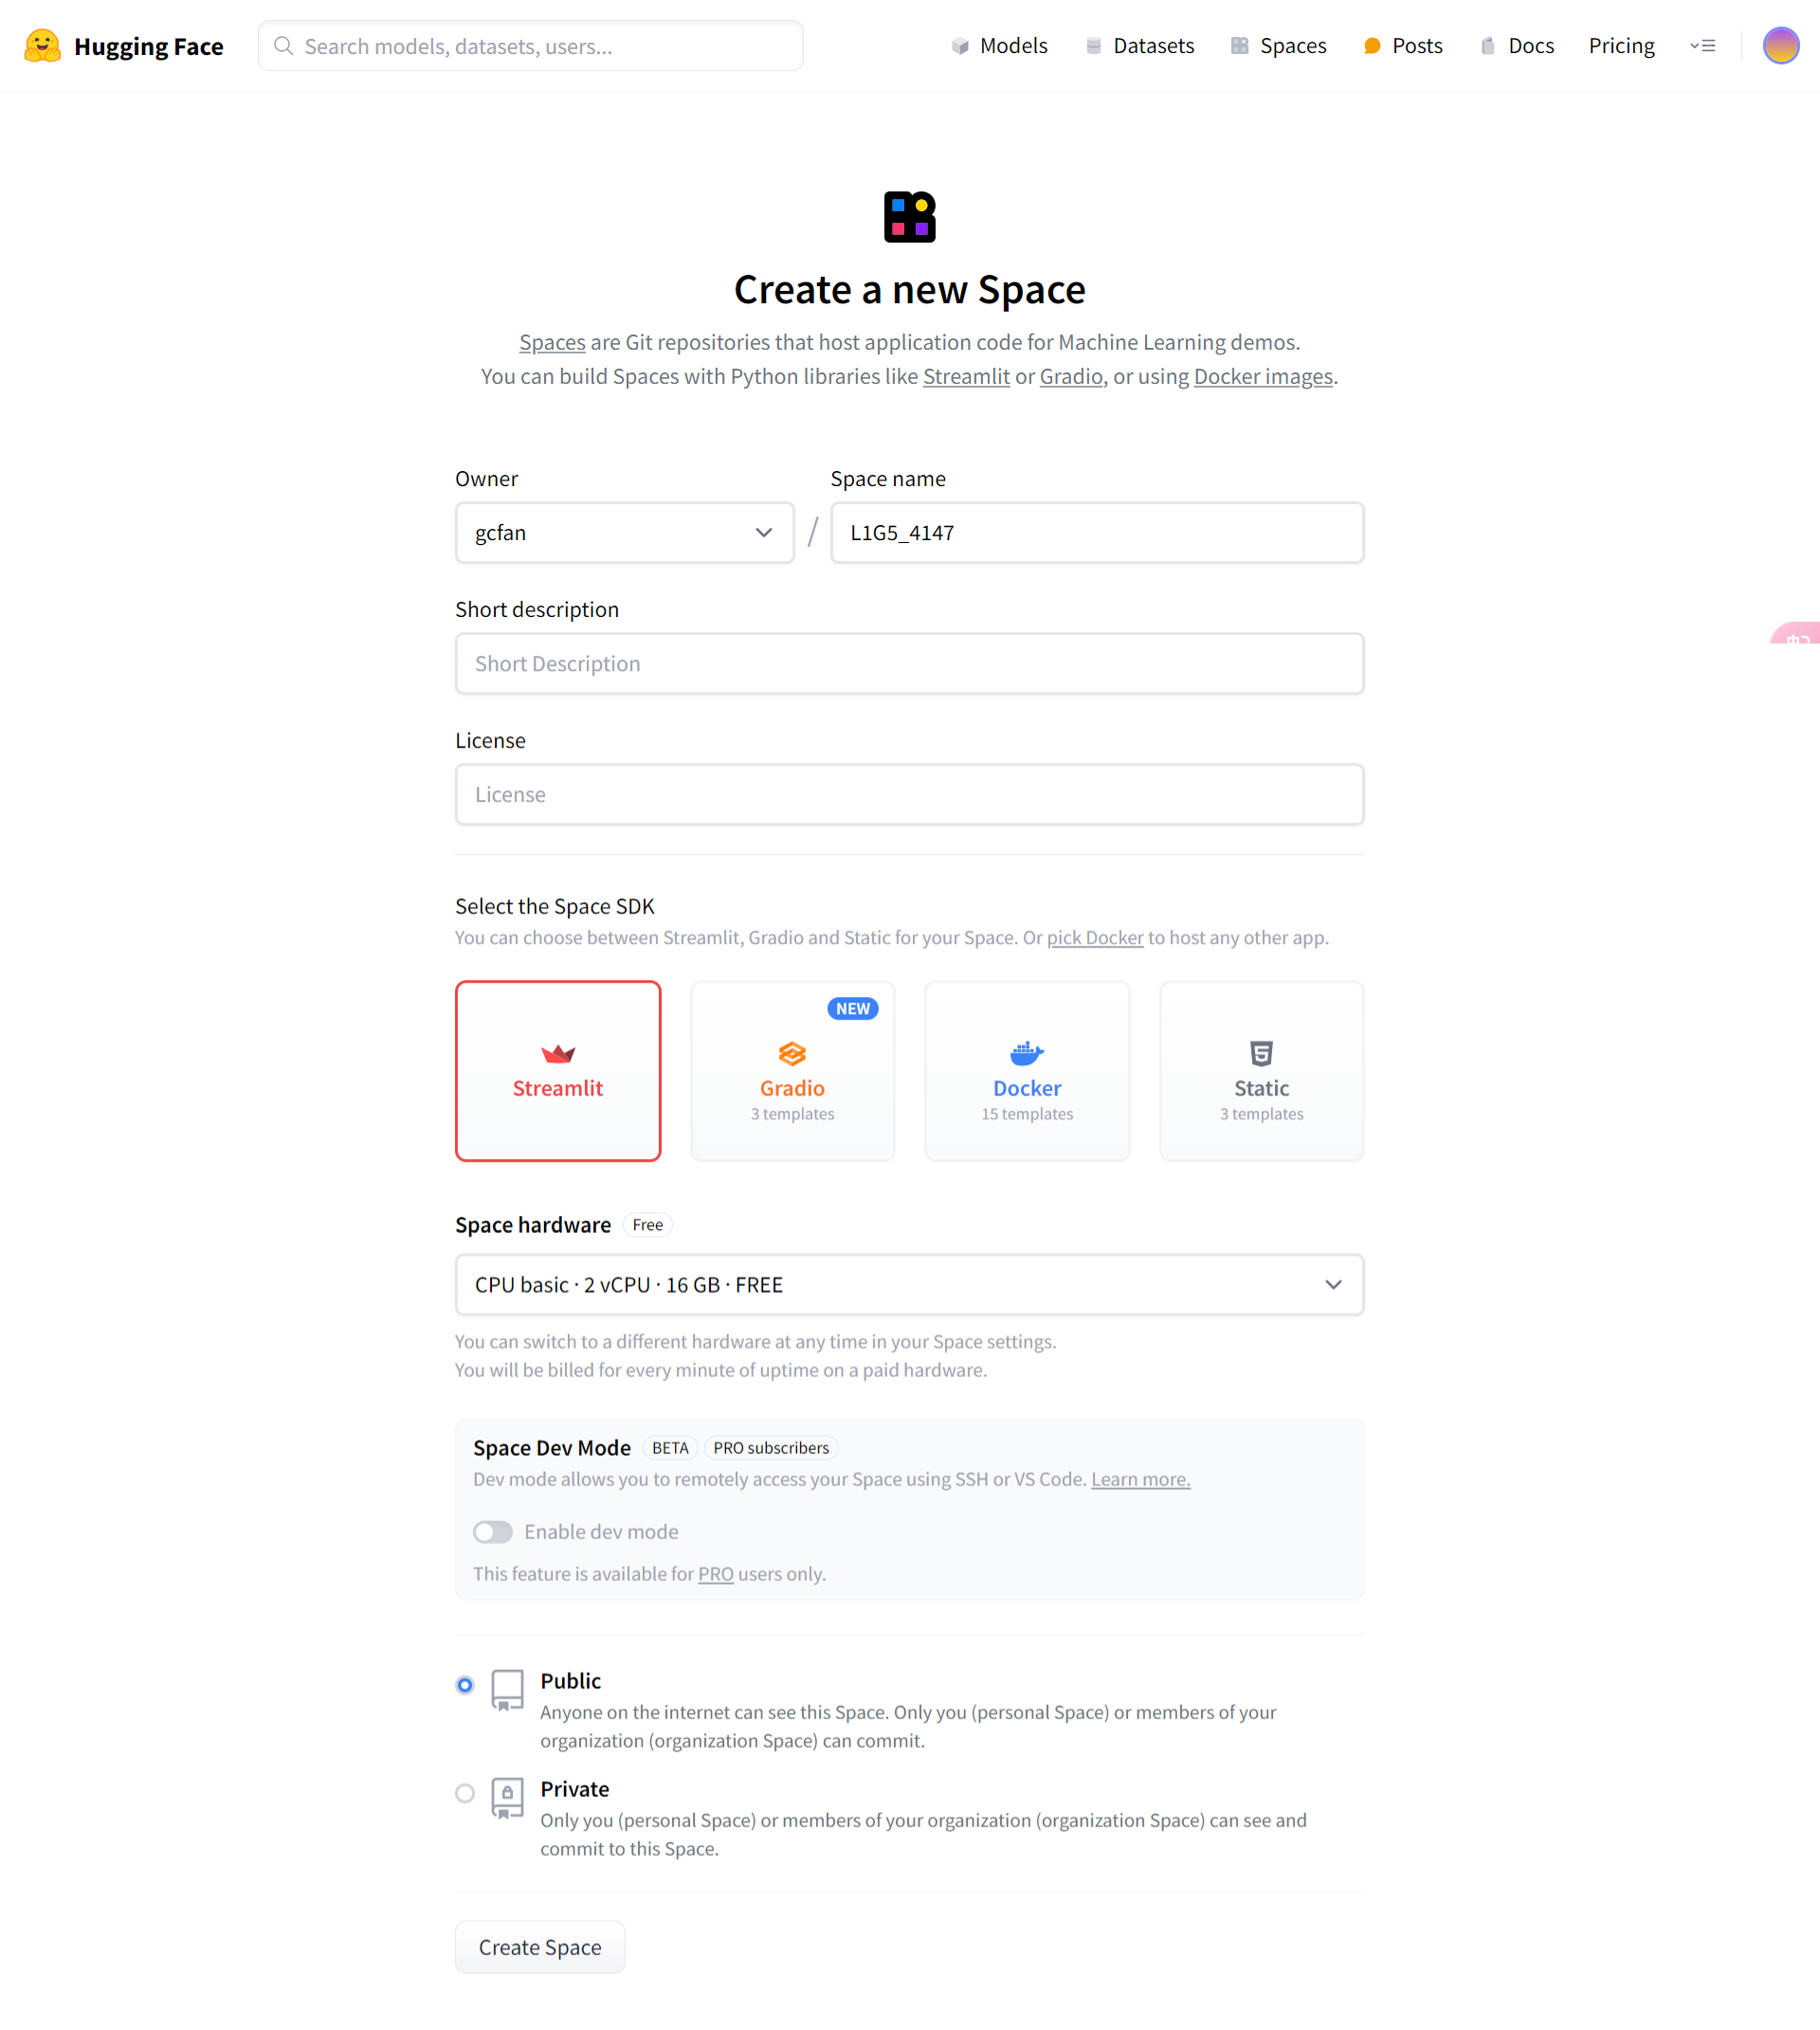 Hugging Face
Search models, datasets, users...
Models
Datasets
Spaces
Posts
Docs
Pricing
Create a new Space
Spaces are Git repositories that host application code for Machine Learning demos.
You can build Spaces with Python libraries like Streamlit or Gradio, or using Docker images.
Owner
Space name
gcfan
/
L1G5_4147
Short description
Short Description
License
License
Select the Space SDK
You can choose between Streamlit, Gradio and Static for your Space. Or pick Docker to host any other app.
Streamlit
NEW
Gradio
3 templates
Docker
15 templates
Static
3 templates
Space hardware Free
CPU basic · 2 vCPU · 16 GB · FREE
You can switch to a different hardware at any time in your Space settings.
You will be billed for every minute of uptime on a paid hardware.
Space Dev Mode BETA PRO subscribers
Dev mode allows you to remotely access your Space using SSH or VS Code. Learn more.
Enable dev mode
This feature is available for PRO users only.
Public
Anyone on the internet can see this Space. Only you (personal Space) or members of your
organization (organization Space) can commit.
Private
Only you (personal Space) or members of your organization (organization Space) can see and
commit to this Space.
Create Space